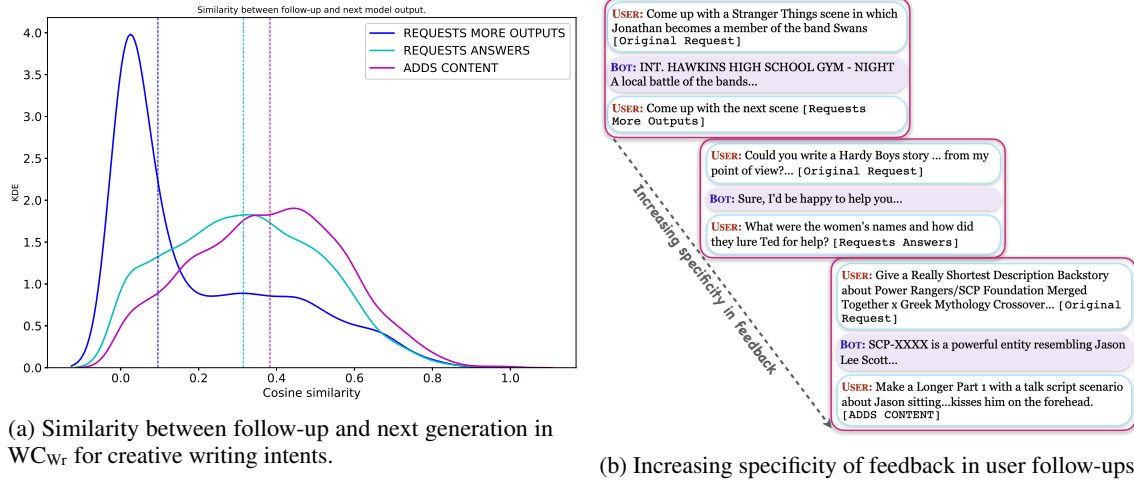 Similarity between follow-up and next model output.
REQUESTS MORE OUTPUTS
REQUESTS ANSWERS
ADDS CONTENT
KDE
4.0
3.5
3.0
2.5
2.0
1.5
1.0
0.5
0.0
0.0
0.2
0.4
0.6
0.8
1.0
Cosine similarity
(a) Similarity between follow-up and next generation in
WCWr for creative writing intents.
USER: Come up with a Stranger Things scene in which
Jonathan becomes a member of the band Swans
[Original Request]
BOT: INT. HAWKINS HIGH SCHOOL GYM - NIGHT
A local battle of the bands...
USER: Come up with the next scene [Requests
More Outputs]
USER: Could you write a Hardy Boys story ... from my
point of view?... [Original Request]
BOT: Sure, I'd be happy to help you...
USER: What were the women's names and how did
they lure Ted for help? [Requests Answers]
USER: Give a Really Shortest Description Backstory
about Power Rangers/SCP Foundation Merged
Together x Greek Mythology Crossover... [Original
Request]
BOT: SCP-XXXX is a powerful entity resembling Jason
Lee Scott...
USER: Make a Longer Part 1 with a talk script scenario
about Jason sitting...kisses him on the forehead.
[ADDS CONTENT]
Increasing specificity in feedback
(b) Increasing specificity of feedback in user follow-ups